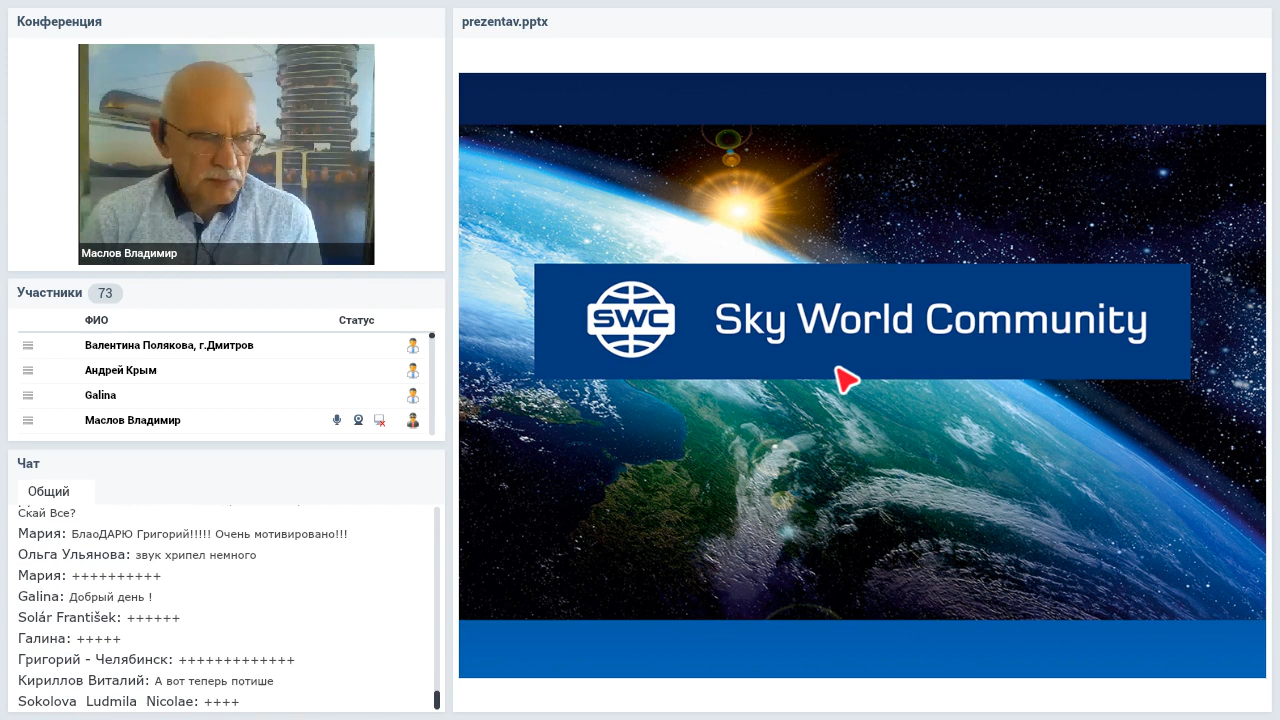 Конференция
Маслов Владимир
Участники 73
ФИО Статус
Валентина Полякова, г.Дмитров
Андрей Крым
Galina
Маслов Владимир
Чат
Общий
Скай Все?
Мария: БлаоДАРЮ Григорий!!!!! Очень мотивировано!!!
Ольга Ульянова: звук хрипел немного
Мария: ++++++++++
Galina: Добрый день !
Solár František: ++++++
Галина: +++++
Григорий - Челябинск: +++++++++++++
Кириллов Виталий: А вот теперь потише
Sokolova Ludmila Nicolae: ++++
prezentav.pptx
SWC Sky World Community